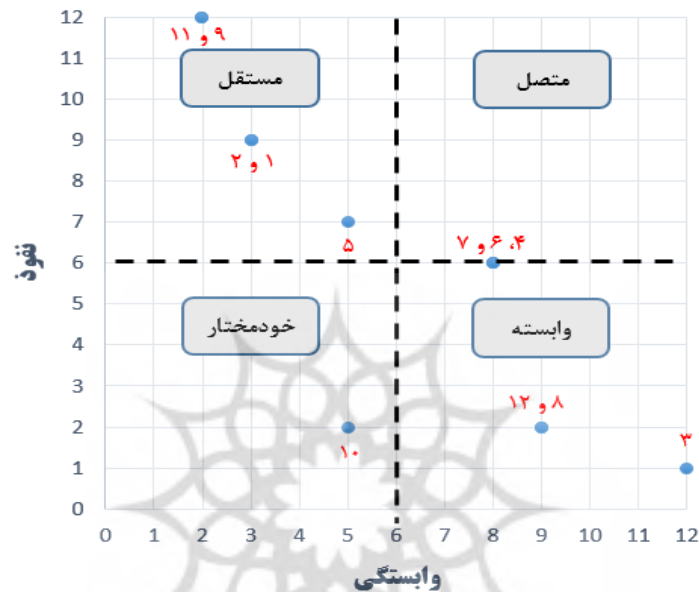 12
۹ و ۱۱
11
مستقل
متصل
10
9
۱ و ۲
8
7
۵
۴، ۶ و ۷
6
5
خودمختار
وابسته
4
3
۸ و ۱۲
2
۱۰
۳
1
0
0 1 2 3 4 5 6 7 8 9 10 11 12
نفوذ
وابستگی